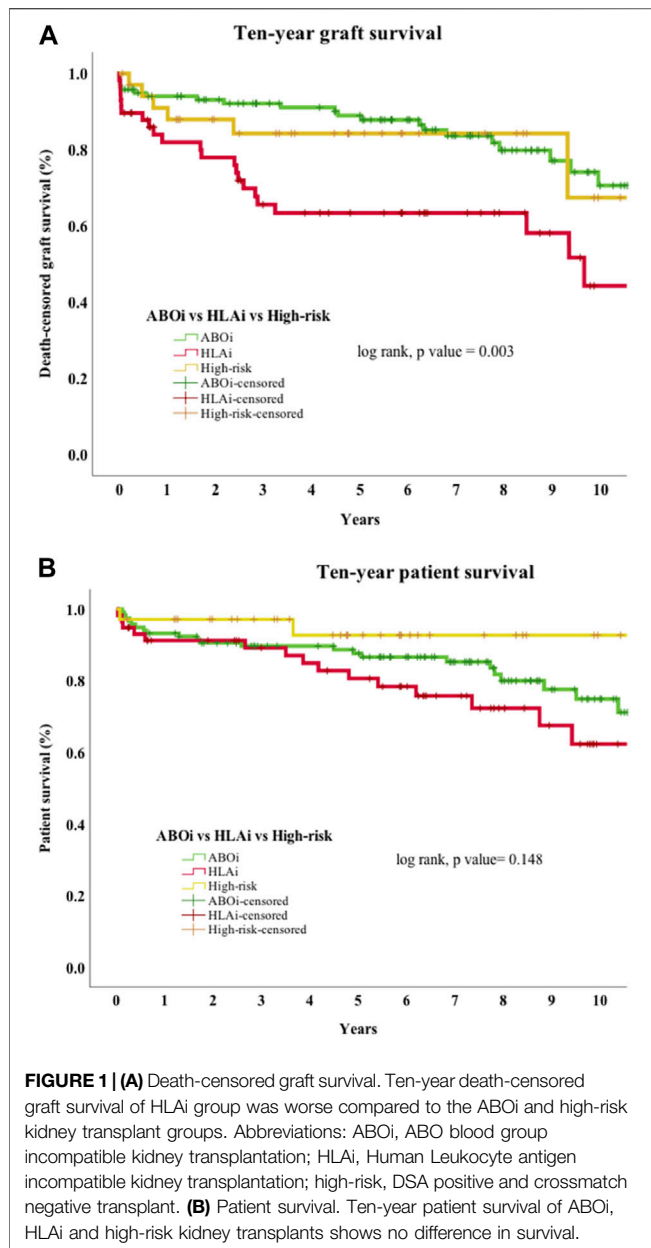 A
Ten-year graft survival
Death-censored graft survival (%)
1.0
0.8
0.6
0.4
0.2
0.0
ABOi vs HLAi vs High-risk
ABOi
HLAi
High-risk
ABOi-censored
HLAi-censored
High-risk-censored
log rank, p value = 0.003
0 1 2 3 4 5 6 7 8 9 10
Years
B
Ten-year patient survival
Patient survival (%)
1.0
0.8
0.6
0.4
0.2
0.0
ABOi vs HLAi vs High-risk
ABOi
HLAi
High-risk
ABOi-censored
HLAi-censored
High-risk-censored
log rank, p value= 0.148
0 1 2 3 4 5 6 7 8 9 10
Years
FIGURE 1 | (A) Death-censored graft survival. Ten-year death-censored
graft survival of HLAi group was worse compared to the ABOi and high-risk
kidney transplant groups. Abbreviations: ABOi, ABO blood group
incompatible kidney transplantation; HLAi, Human Leukocyte antigen
incompatible kidney transplantation; high-risk, DSA positive and crossmatch
negative transplant. (B) Patient survival. Ten-year patient survival of ABOi,
HLAi and high-risk kidney transplants shows no difference in survival.